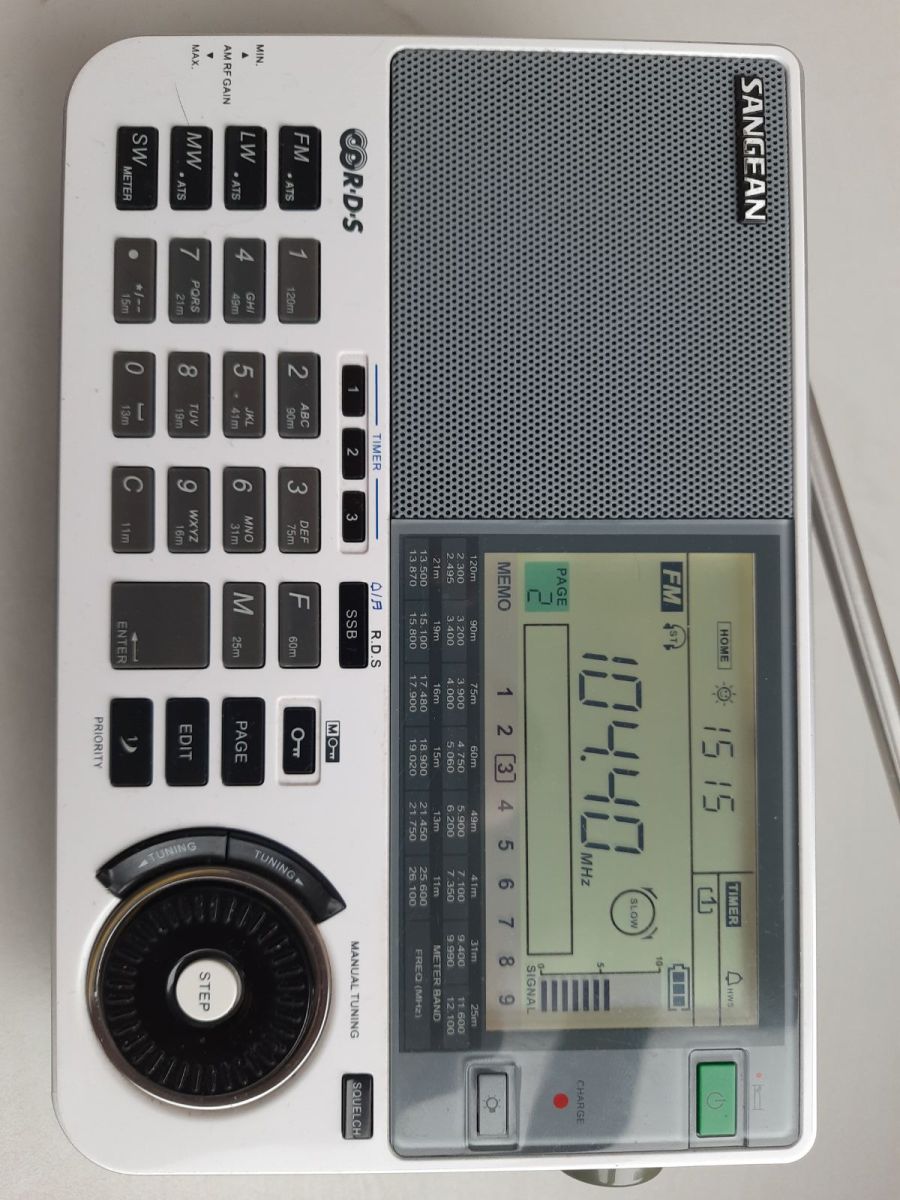 SANGEAN
HOME 15 15
TIMER 1 HWS
FM ST
104.40 MHz
SLOW
10
5
0
SIGNAL
PAGE 2
MEMO 1 2 3 4 5 6 7 8 9
120m 90m 75m 60m 49m 41m 31m 25m
2.300 3.200 3.900 4.750 5.900 7.100 9.400 11.600
2.495 3.400 4.000 5.060 6.200 7.350 9.990 12.100
21m 19m 16m 15m 13m 11m METER BAND
13.500 15.100 17.480 18.900 21.450 25.600 FREQ (MHz)
13.870 15.800 17.900 19.020 21.750 26.100
CHARGE
R·D·S
TIMER
1 2 3
R.D.S
SSB
M
MANUAL TUNING
SQUELCH
FM •ATS
1 120m
2 ABC 90m
3 DEF 75m
F 60m
LW •ATS
4 GHI 49m
5 JKL 41m
6 MNO 31m
M 25m
PAGE
MW •ATS
7 PQRS 21m
8 TUV 19m
9 WXYZ 16m
ENTER
EDIT
SW METER
• */-- 15m
0 13m
C 11m
PRIORITY
◄TUNING
TUNING►
STEP
MIN.
AM RF GAIN
MAX.